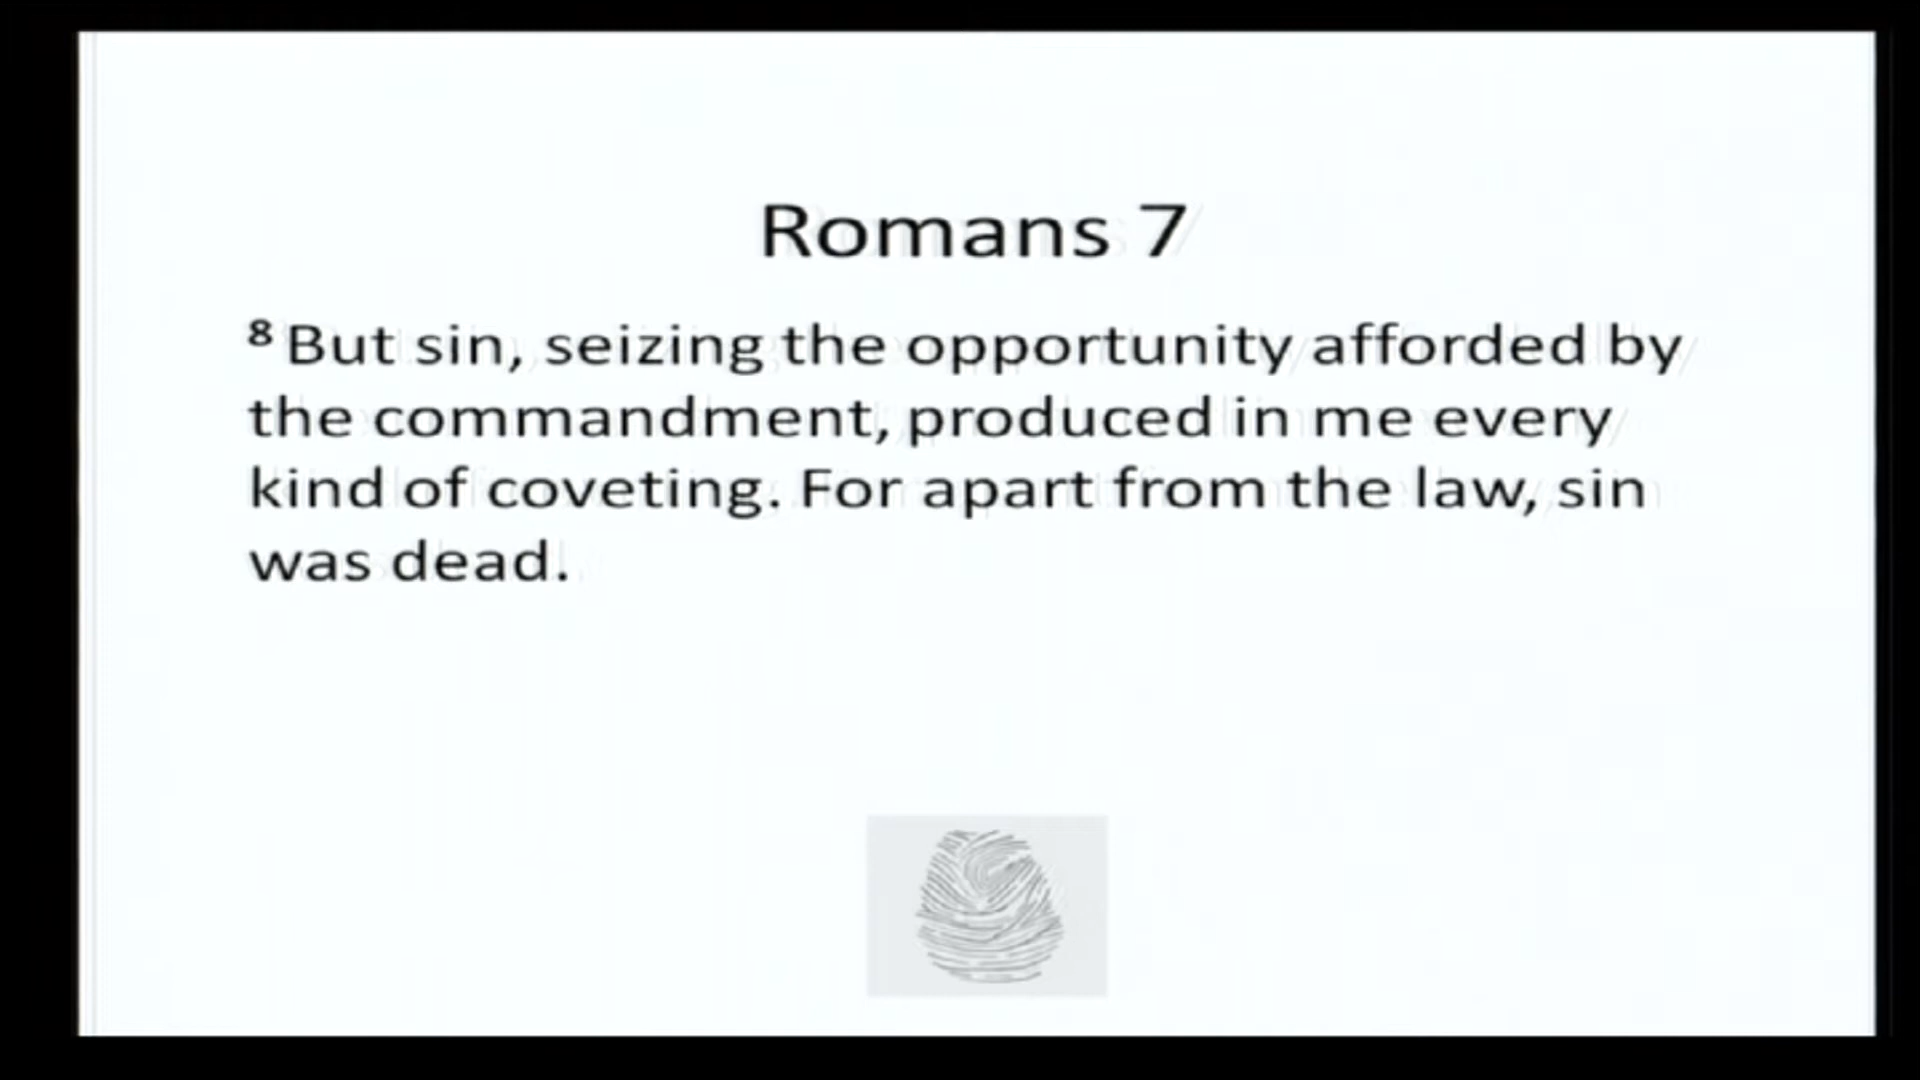 Romans 7
8 But sin, seizing the opportunity afforded by
the commandment, produced in me every
kind of coveting. For apart from the law, sin
was dead.